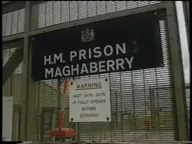 H.M. PRISON
MAGHABERRY
WARNING
WAIT UNTIL GATE
IS FULLY OPENED
BEFORE
ENTERING